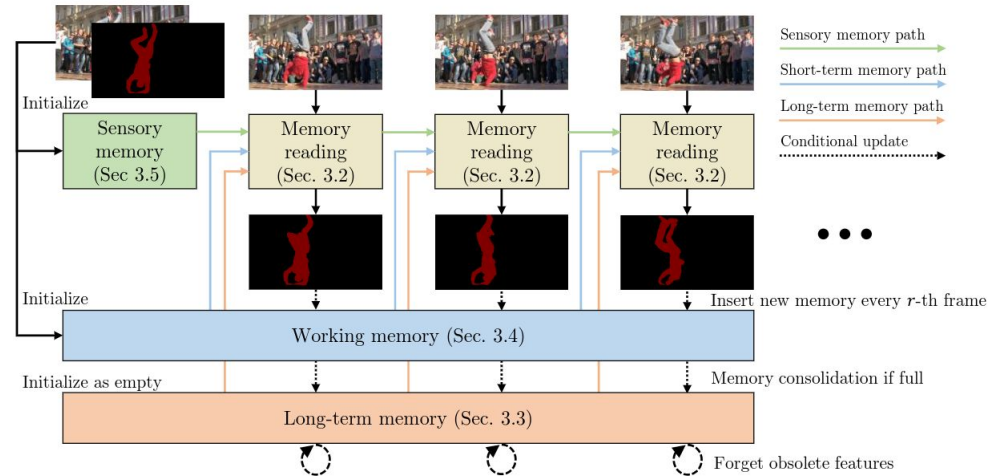 Sensory memory path
Short-term memory path
Long-term memory path
Conditional update
Initialize
Sensory
memory
(Sec 3.5)
Memory
reading
(Sec. 3.2)
Memory
reading
(Sec. 3.2)
Memory
reading
(Sec. 3.2)
Initialize
Insert new memory every r-th frame
Working memory (Sec. 3.4)
Initialize as empty
Memory consolidation if full
Long-term memory (Sec. 3.3)
Forget obsolete features